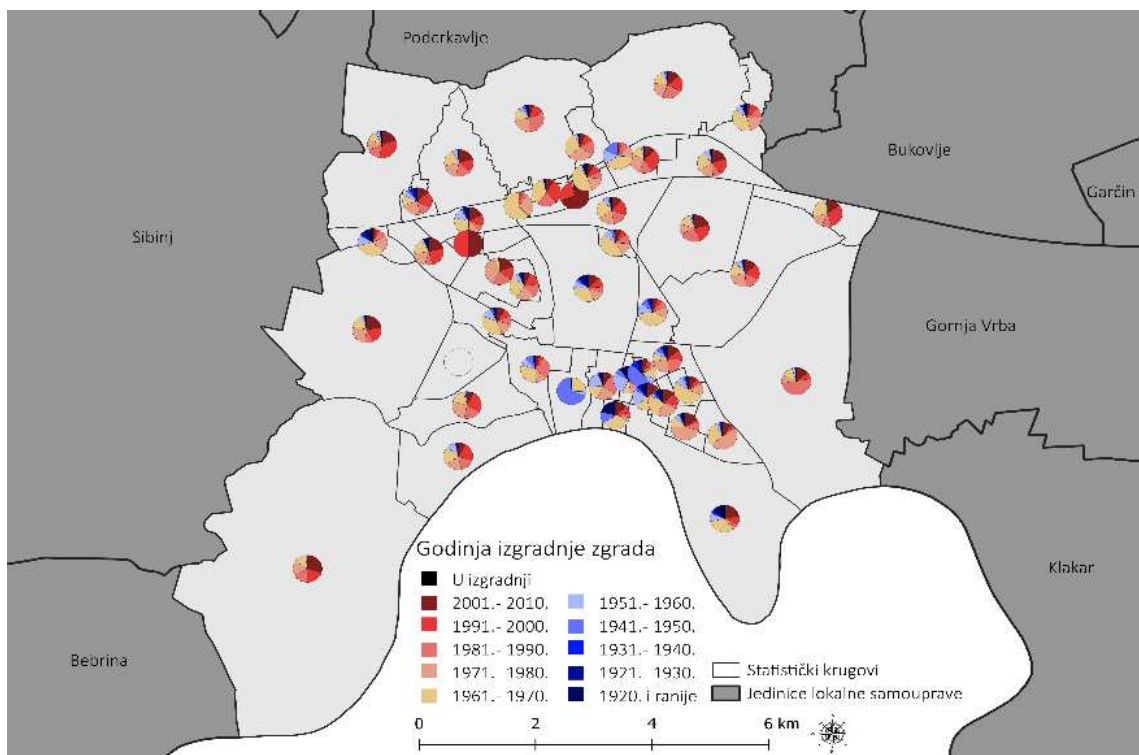 Podcrkavlje
Bukovlje
Garčin
Sibinj
Gornja Vrba
Klakar
Bebrina
Godinja izgradnje zgrada
U izgradnji
2001.- 2010.
1991.- 2000.
1981.- 1990.
1971. 1980.
1961.- 1970.
1951.- 1960.
1941.- 1950.
1931.- 1940.
1921. 1930.
1920. i ranije
Statistički krugovi
Jedinice lokalne samouprave
0 2 4 6 km